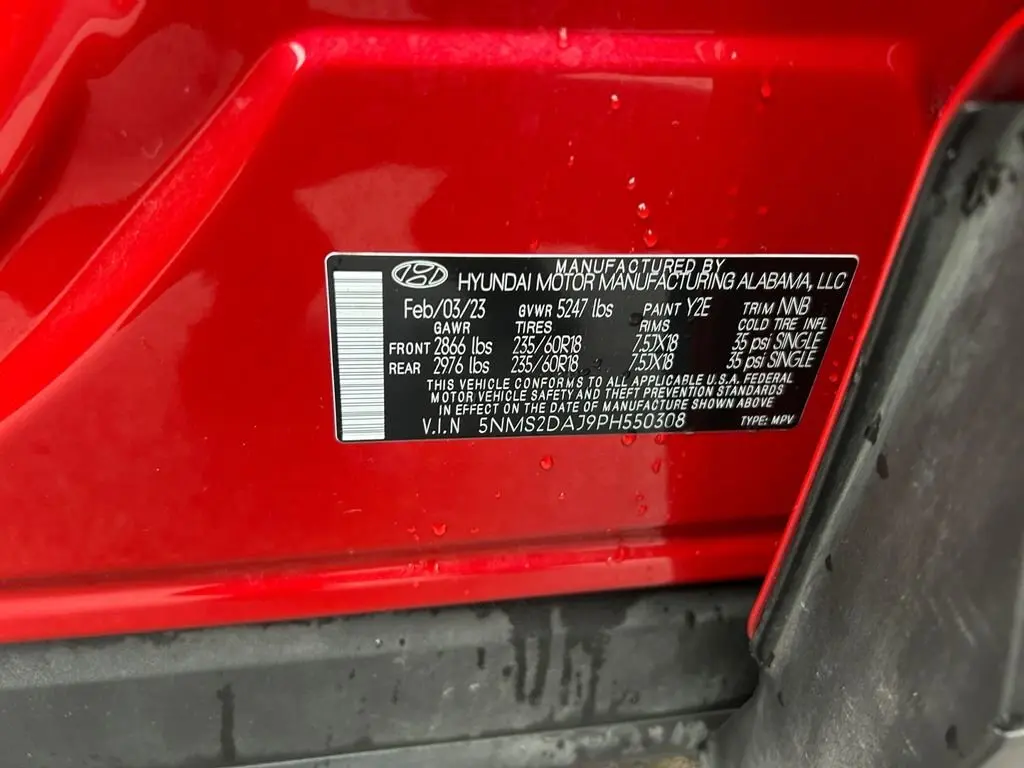 MANUFACTURED BY
HYUNDAI MOTOR MANUFACTURING ALABAMA, LLC
Feb/03/23 GVWR 5247 lbs PAINT Y2E TRIM NNB
GAWR TIRES RIMS COLD TIRE INFL
FRONT 2866 lbs 235/60R18 7.5JX18 35 psi SINGLE
REAR 2976 lbs 235/60R18 7.5JX18 35 psi SINGLE
THIS VEHICLE CONFORMS TO ALL APPLICABLE U.S.A. FEDERAL
MOTOR VEHICLE SAFETY AND THEFT PREVENTION STANDARDS
IN EFFECT ON THE DATE OF MANUFACTURE SHOWN ABOVE
V.I.N 5NMS2DAJ9PH550308 TYPE: MPV